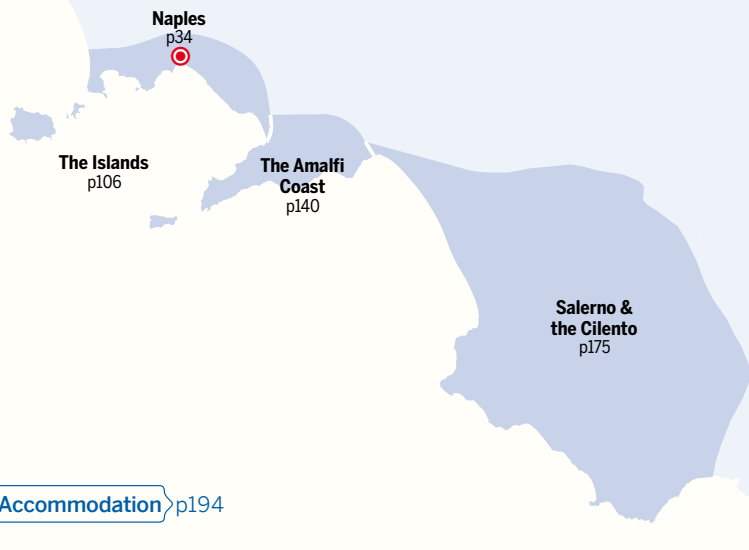 Naples
p34
The Islands
p106
The Amalfi
Coast
p140
Salerno &
the Cilento
p175
Accommodation p194